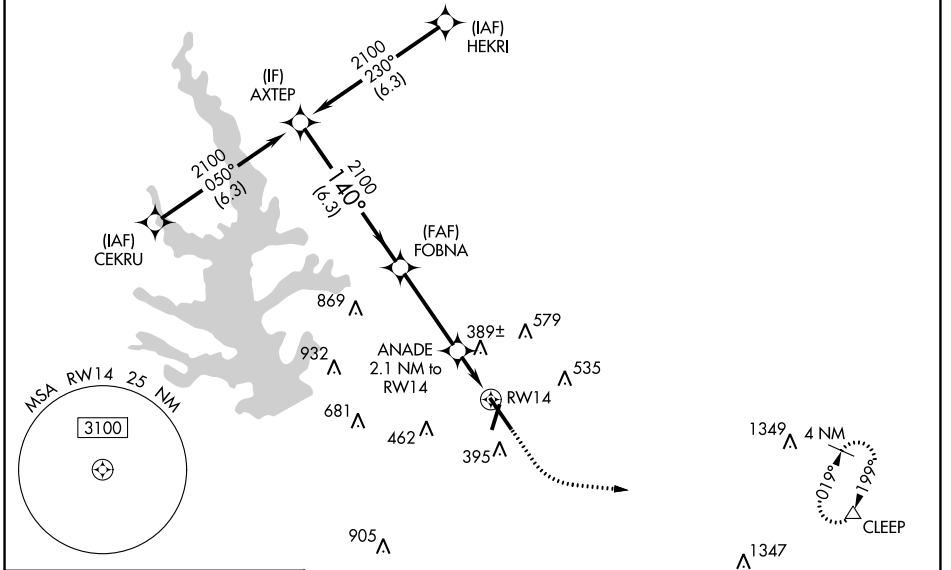 (IAF)
HEKRI
2100
230°
(6.3)
(IF)
AXTEP
2100
050°
(6.3)
2100
140°
(6.3)
(IAF)
CEKRU
(FAF)
FOBNA
869
389±
579
ANADE
2.1 NM to
RW14
932
535
RW14
MSA RW14 25 NM
3100
681
462
395
1349
4 NM
019°
199°
CLEEP
905
1347